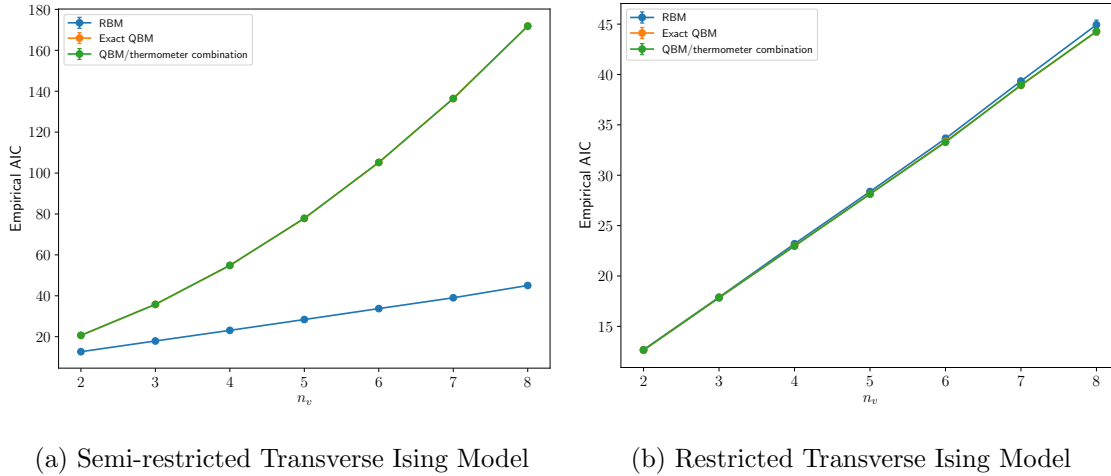 RBM
Exact QBM
QBM/thermometer combination
Empirical AIC
180
160
140
120
100
80
60
40
20
2 3 4 5 6 7 8
n_v
(a) Semi-restricted Transverse Ising Model
RBM
Exact QBM
QBM/thermometer combination
Empirical AIC
45
40
35
30
25
20
15
2 3 4 5 6 7 8
n_v
(b) Restricted Transverse Ising Model